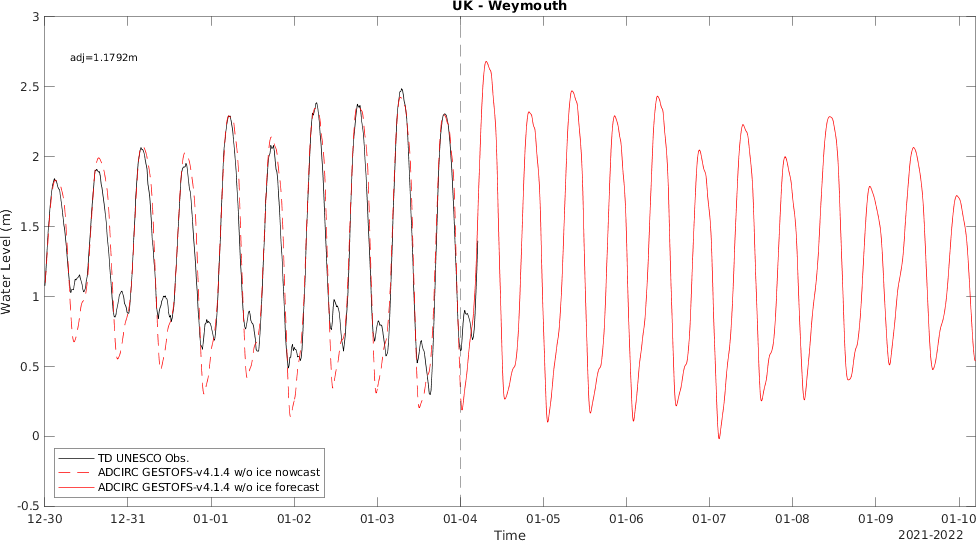 UK - Weymouth
adj=1.1792m
3
2.5
2
1.5
1
0.5
0
-0.5
Water Level (m)
TD UNESCO Obs.
ADCIRC GESTOFS-v4.1.4 w/o ice nowcast
ADCIRC GESTOFS-v4.1.4 w/o ice forecast
12-30 12-31 01-01 01-02 01-03 01-04 01-05 01-06 01-07 01-08 01-09 01-10
Time
2021-2022